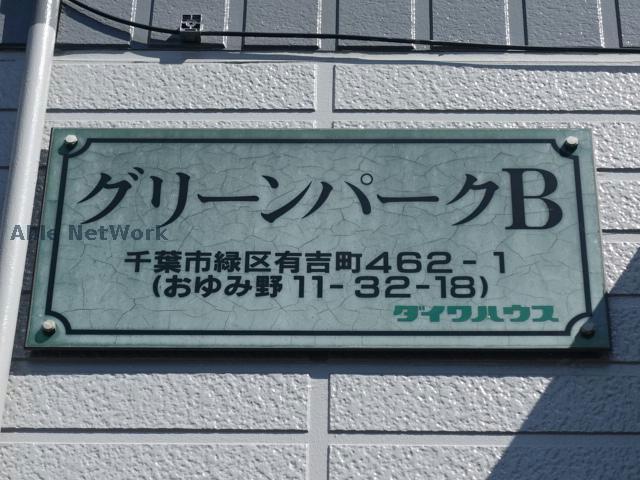 グリーンパークB
Able NetWork
千葉市緑区有吉町462-1
(おゆみ野11-32-18)
ダイワハウス